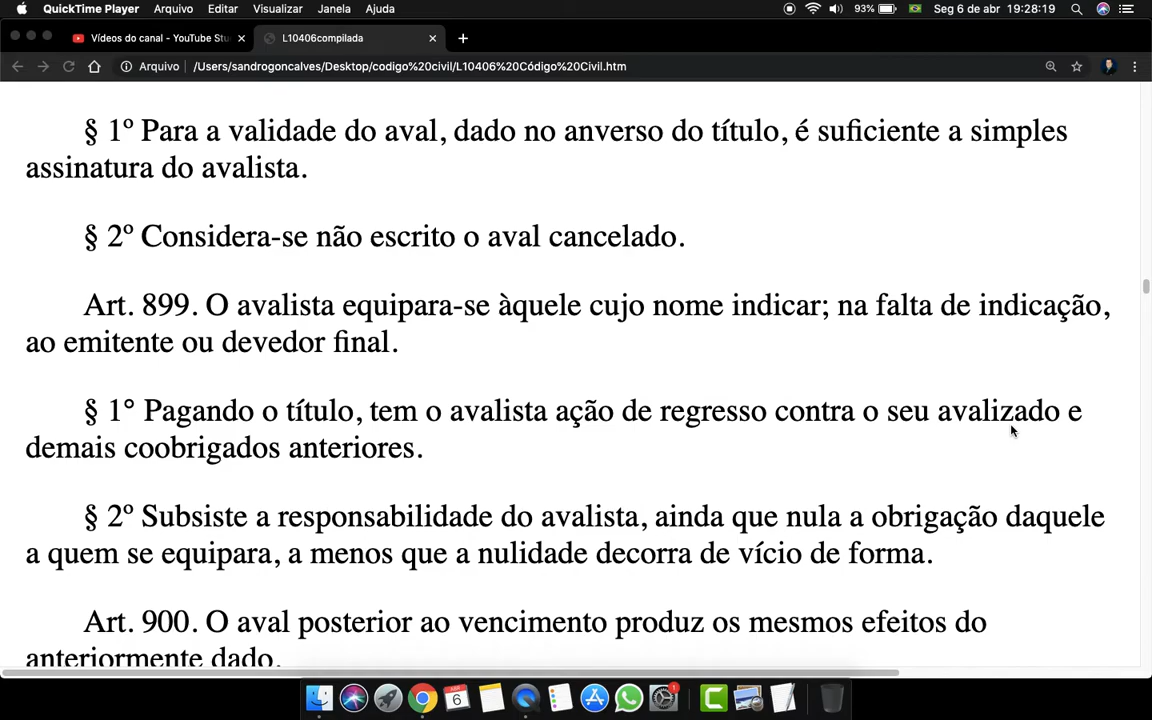 QuickTime Player Arquivo Editar Visualizar Janela Ajuda 93% Seg 6 de abr 19:28:19
Vídeos do canal - YouTube Stu L10406compilada
Arquivo /Users/sandrogoncalves/Desktop/codigo%20civil/L10406%20Código%20Civil.htm
§ 1º Para a validade do aval, dado no anverso do título, é suficiente a simples
assinatura do avalista.
§ 2º Considera-se não escrito o aval cancelado.
Art. 899. O avalista equipara-se àquele cujo nome indicar; na falta de indicação,
ao emitente ou devedor final.
§ 1° Pagando o título, tem o avalista ação de regresso contra o seu avalizado e
demais coobrigados anteriores.
§ 2º Subsiste a responsabilidade do avalista, ainda que nula a obrigação daquele
a quem se equipara, a menos que a nulidade decorra de vício de forma.
Art. 900. O aval posterior ao vencimento produz os mesmos efeitos do
anteriormente dado.
6
1